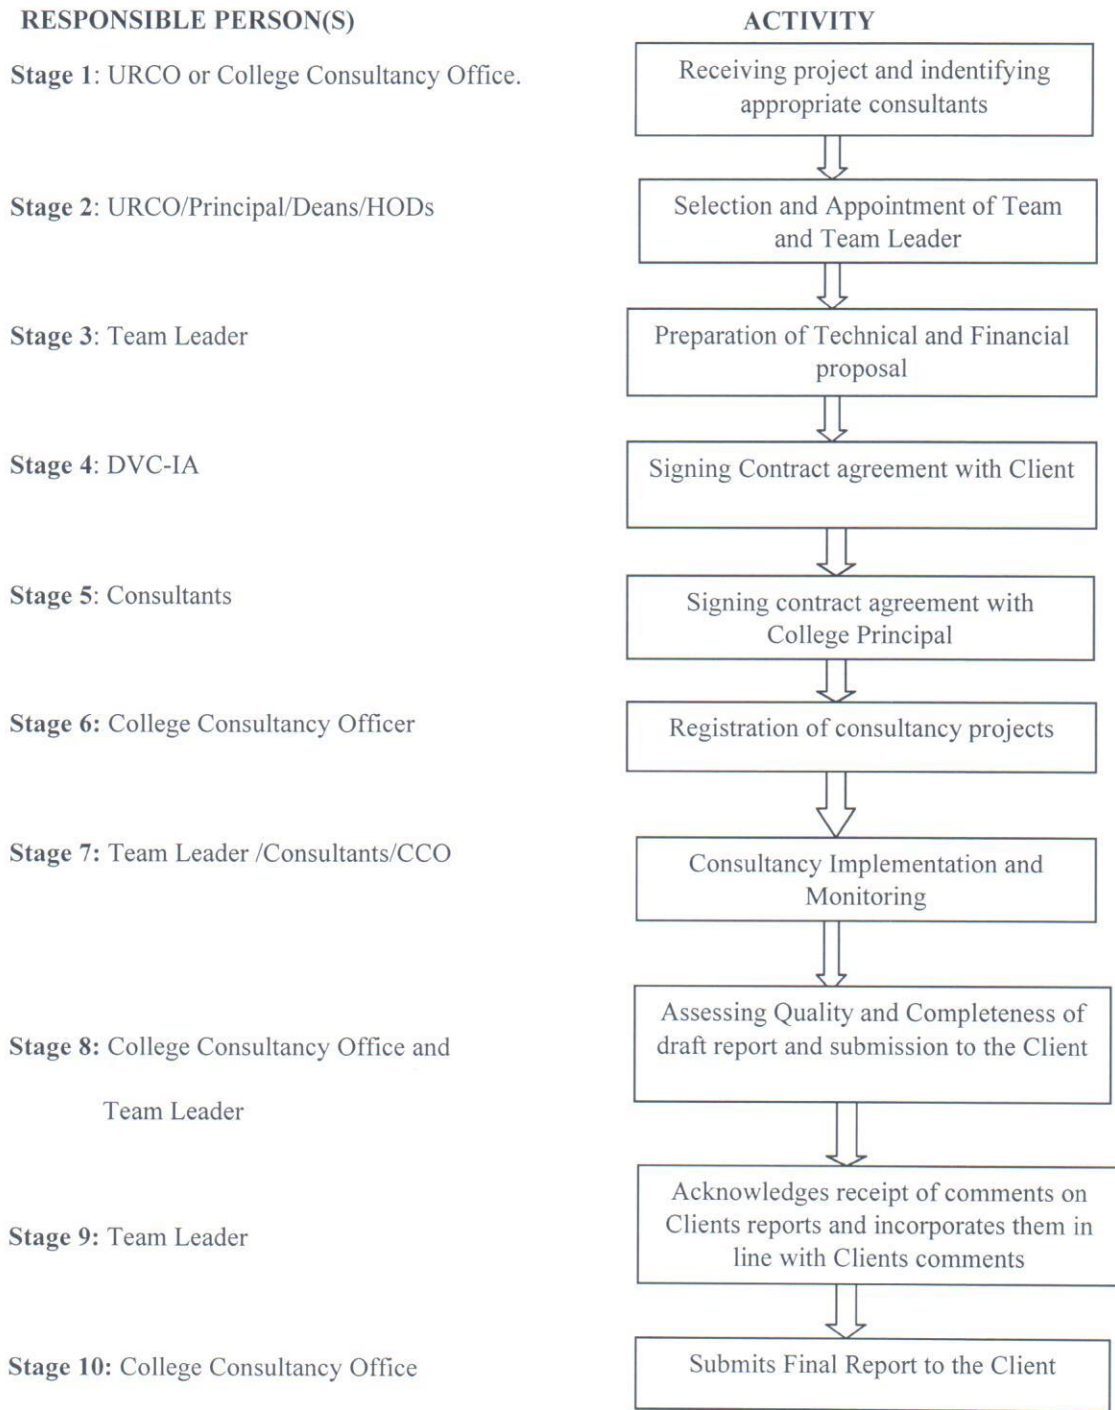 RESPONSIBLE PERSON(S)
ACTIVITY
Stage 1: URCO or College Consultancy Office.
Receiving project and indentifying
appropriate consultants
Stage 2: URCO/Principal/Deans/HODs
Selection and Appointment of Team
and Team Leader
Stage 3: Team Leader
Preparation of Technical and Financial
proposal
Stage 4: DVC-IA
Signing Contract agreement with Client
Stage 5: Consultants
Signing contract agreement with
College Principal
Stage 6: College Consultancy Officer
Registration of consultancy projects
Stage 7: Team Leader /Consultants/CCO
Consultancy Implementation and
Monitoring
Stage 8: College Consultancy Office and
Team Leader
Assessing Quality and Completeness of
draft report and submission to the Client
Stage 9: Team Leader
Acknowledges receipt of comments on
Clients reports and incorporates them in
line with Clients comments
Stage 10: College Consultancy Office
Submits Final Report to the Client